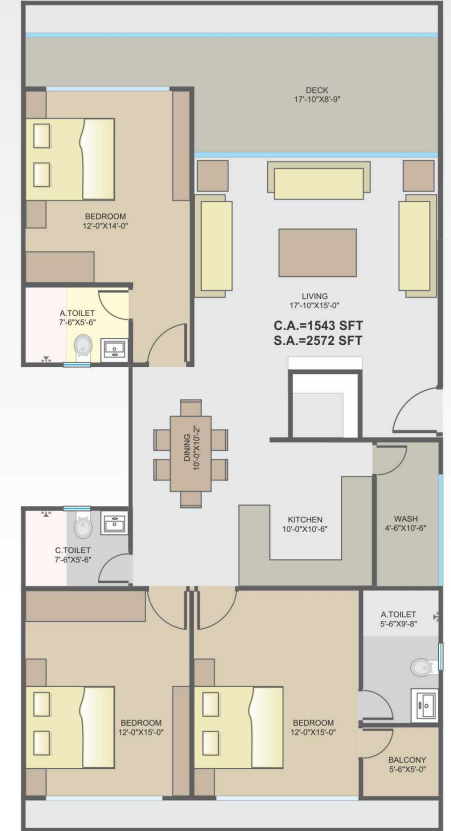 DECK
17'-10"X8'-9"
BEDROOM
12'-0"X14'-0"
LIVING
17'-10"X15'-0"
C.A.=1543 SFT
S.A.=2572 SFT
A.TOILET
7'-6"X5'-6"
DINING
10'-0"X10'-2"
KITCHEN
10'-0"X10'-6"
WASH
4'-6"X10'-6"
C.TOILET
7'-6"X5'-6"
A.TOILET
5'-6"X9'-8"
BEDROOM
12'-0"X15'-0"
BEDROOM
12'-0"X15'-0"
BALCONY
5'-6"X5'-0"